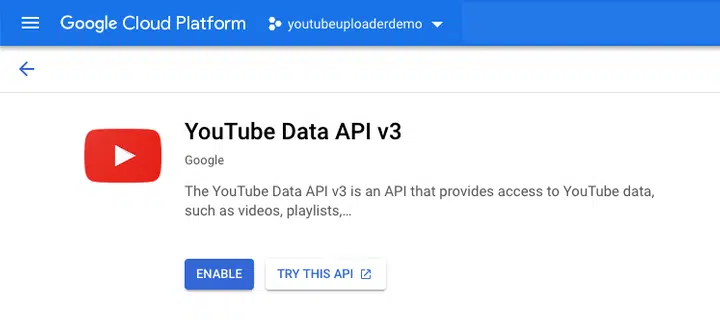 Google Cloud Platform youtubeuploaderdemo
YouTube Data API v3
Google
The YouTube Data API v3 is an API that provides access to YouTube data,
such as videos, playlists,...
ENABLE TRY THIS API